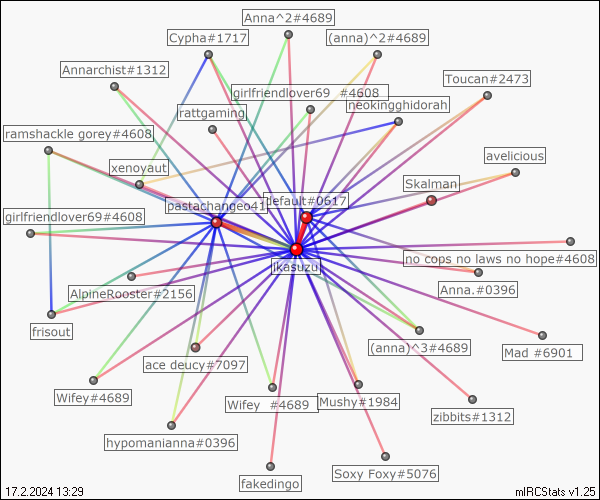 Anna^2#4689
Cypha#1717
(anna)^2#4689
Annarchist#1312
Toucan#2473
girlfriendlover69 #4608
neokingghidorah
rattgaming
ramshackle gorey#4608
avelicious
xenoyaut
Skalman
default#0617
pastachangeo41
girlfriendlover69#4608
no cops no laws no hope#4608
jikasuzu
Anna.#0396
AlpineRooster#2156
frisout
(anna)^3#4689
Mad #6901
ace deucy#7097
Wifey#4689
Wifey #4689
Mushy#1984
zibbits#1312
hypomanianna#0396
Soxy Foxy#5076
fakedingo
17.2.2024 13:29
mIRCStats v1.25